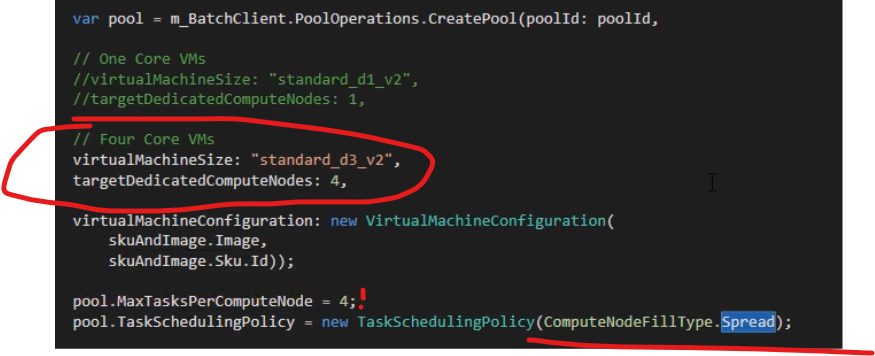 var pool = m_BatchClient.PoolOperations.CreatePool(poolId: poolId,
// One Core VMs
//virtualMachineSize: "standard_d1_v2",
//targetDedicatedComputeNodes: 1,
// Four Core VMs
virtualMachineSize: "standard_d3_v2",
targetDedicatedComputeNodes: 4,
virtualMachineConfiguration: new VirtualMachineConfiguration(
skuAndImage.Image,
skuAndImage.Sku.Id));
pool.MaxTasksPerComputeNode = 4;!
pool.TaskSchedulingPolicy = new TaskSchedulingPolicy(ComputeNodeFillType.Spread);